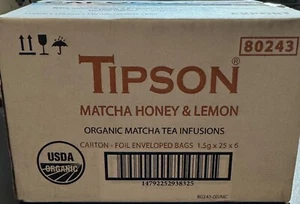 80243
TIPSON®
MATCHA HONEY & LEMON
ORGANIC MATCHA TEA INFUSIONS
CARTON - FOIL ENVELOPED BAGS 1.5g x 25 x 6
USDA
ORGANIC
14792252938325